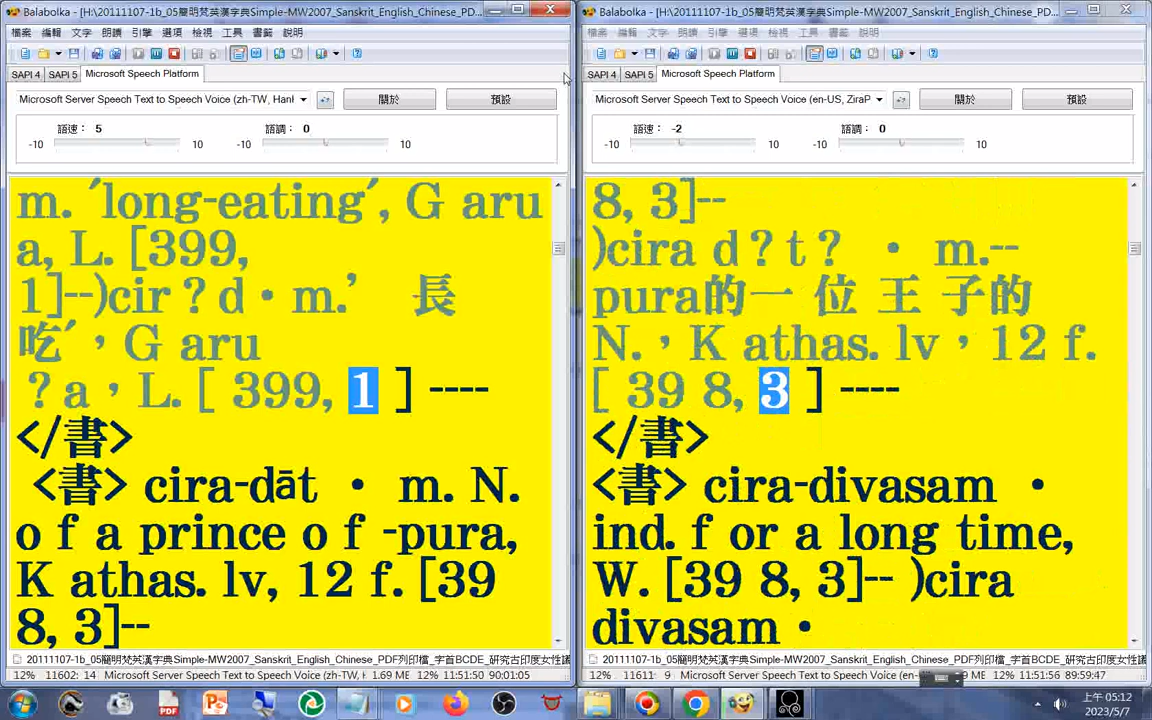 Balabolka - [H:\20111107-1b_05簡明梵英漢字典Simple-MW2007_Sanskrit_English_Chinese_PD...
檔案 編輯 文字 朗讀 引擎 選項 檢視 工具 書籤 說明
SAPI 4 SAPI 5 Microsoft Speech Platform
Microsoft Server Speech Text to Speech Voice (zh-TW, HanH 關於 預設
語速： 5 語調： 0
-10 10 -10 10
m. ′long-eating′, G aru
a, L. [399,
1]--)cir？d‧m.’ 長
吃′，G aru
？a，L. [ 399, 1 ] ----
</書>
<書> cira-dāt ‧ m. N.
o f a prince o f -pura,
K athas. lv, 12 f. [39
8, 3]--
20111107-1b_05簡明梵英漢字典Simple-MW2007_Sanskrit_English_Chinese_PDF列印檔_字首BCDE_研究古印度女性議
12% 11602: 14 Microsoft Server Speech Text to Speech Voice (zh-TW, H 1.69 ME 12% 11:51:50 90:01:05
Balabolka - [H:\20111107-1b_05簡明梵英漢字典Simple-MW2007_Sanskrit_English_Chinese_PD...
檔案 編輯 文字 朗讀 引擎 選項 檢視 工具 書籤 說明
SAPI 4 SAPI 5 Microsoft Speech Platform
Microsoft Server Speech Text to Speech Voice (en-US, ZiraP 關於 預設
語速： -2 語調： 0
-10 10 -10 10
8, 3]--
)cira d？t？ ‧ m.--
pura的一 位 王 子的
N.，K athas. lv，12 f.
[ 39 8, 3 ] ----
</書>
<書> cira-divasam ‧
ind. f or a long time,
W. [39 8, 3]-- )cira
divasam ‧
20111107-1b_05簡明梵英漢字典Simple-MW2007_Sanskrit_English_Chinese_PDF列印檔_字首BCDE_研究古印度女性議
12% 11611: 9 Microsoft Server Speech Text to Speech Voice (en-US, Z 1.69 ME 12% 11:51:56 89:59:47
上午 05:12
2023/5/7